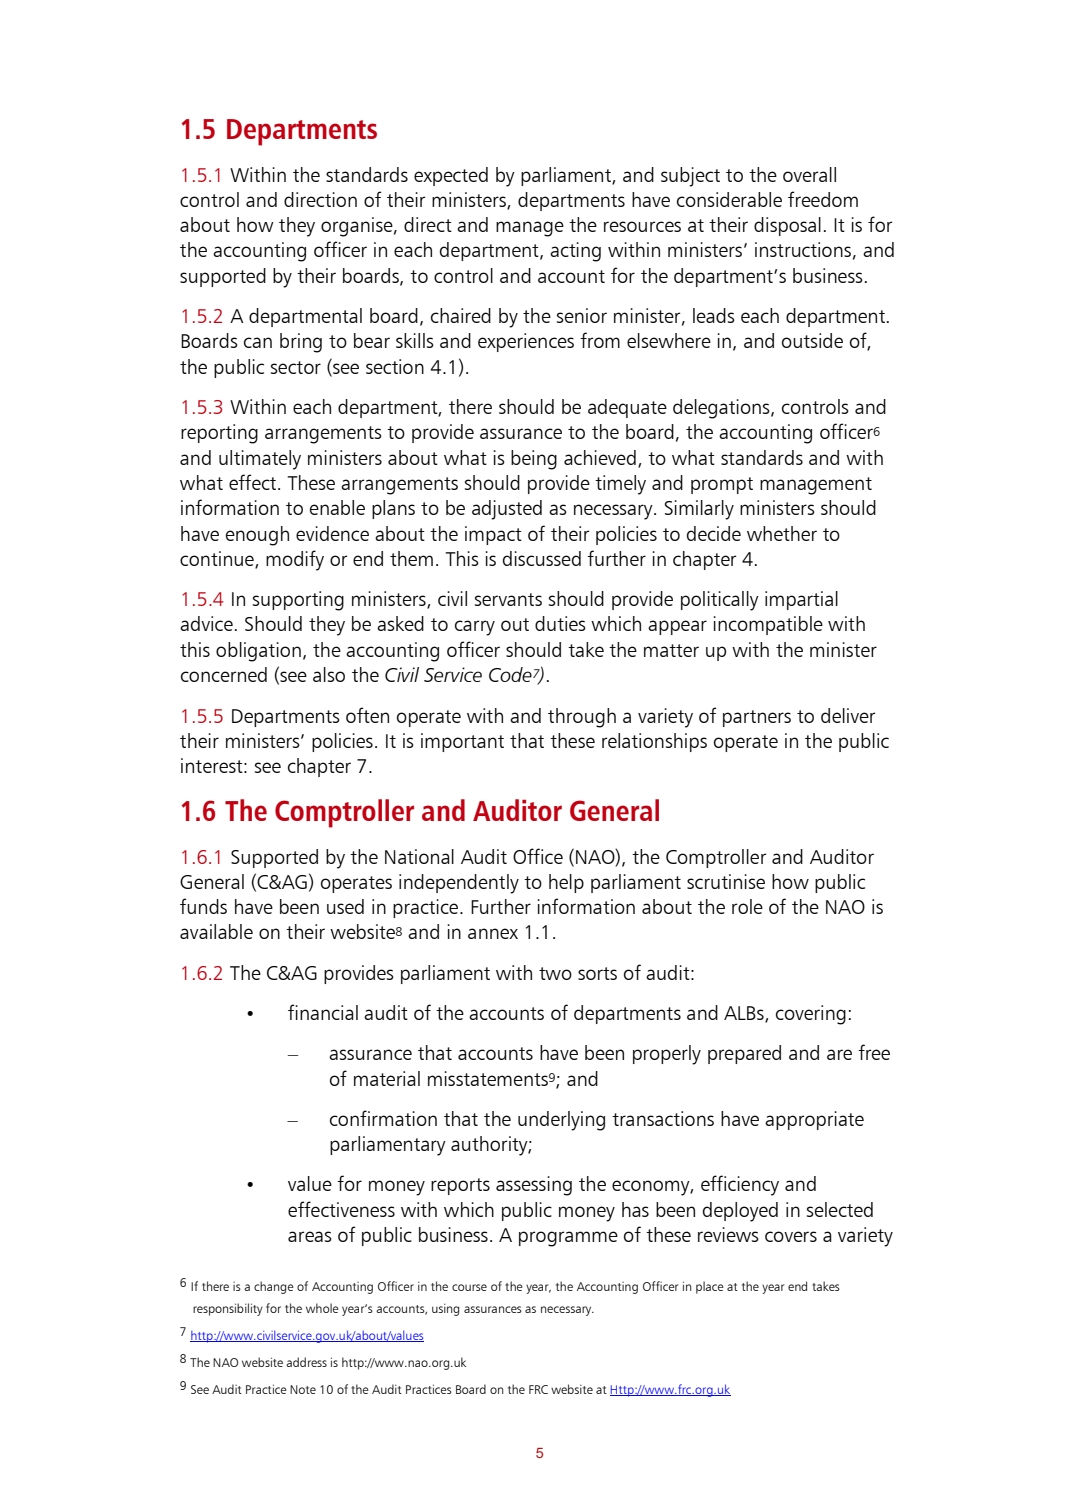 1.5 Departments
1.5.1 Within the standards expected by parliament, and subject to the overall
control and direction of their ministers, departments have considerable freedom
about how they organise, direct and manage the resources at their disposal. It is for
the accounting officer in each department, acting within ministers’ instructions, and
supported by their boards, to control and account for the department’s business.
1.5.2 A departmental board, chaired by the senior minister, leads each department.
Boards can bring to bear skills and experiences from elsewhere in, and outside of,
the public sector (see section 4.1).
1.5.3 Within each department, there should be adequate delegations, controls and
reporting arrangements to provide assurance to the board, the accounting officer6
and ultimately ministers about what is being achieved, to what standards and with
what effect. These arrangements should provide timely and prompt management
information to enable plans to be adjusted as necessary. Similarly ministers should
have enough evidence about the impact of their policies to decide whether to
continue, modify or end them. This is discussed further in chapter 4.
1.5.4 In supporting ministers, civil servants should provide politically impartial
advice. Should they be asked to carry out duties which appear incompatible with
this obligation, the accounting officer should take the matter up with the minister
concerned (see also the Civil Service Code7).
1.5.5 Departments often operate with and through a variety of partners to deliver
their ministers’ policies. It is important that these relationships operate in the public
interest: see chapter 7.
1.6 The Comptroller and Auditor General
1.6.1 Supported by the National Audit Office (NAO), the Comptroller and Auditor
General (C&AG) operates independently to help parliament scrutinise how public
funds have been used in practice. Further information about the role of the NAO is
available on their website8 and in annex 1.1.
1.6.2 The C&AG provides parliament with two sorts of audit:
• financial audit of the accounts of departments and ALBs, covering:
– assurance that accounts have been properly prepared and are free
of material misstatements9; and
– confirmation that the underlying transactions have appropriate
parliamentary authority;
• value for money reports assessing the economy, efficiency and
effectiveness with which public money has been deployed in selected
areas of public business. A programme of these reviews covers a variety
6 If there is a change of Accounting Officer in the course of the year, the Accounting Officer in place at the year end takes
responsibility for the whole year’s accounts, using assurances as necessary.
7 http://www.civilservice.gov.uk/about/values
8 The NAO website address is http://www.nao.org.uk
9 See Audit Practice Note 10 of the Audit Practices Board on the FRC website at Http://www.frc.org.uk
5